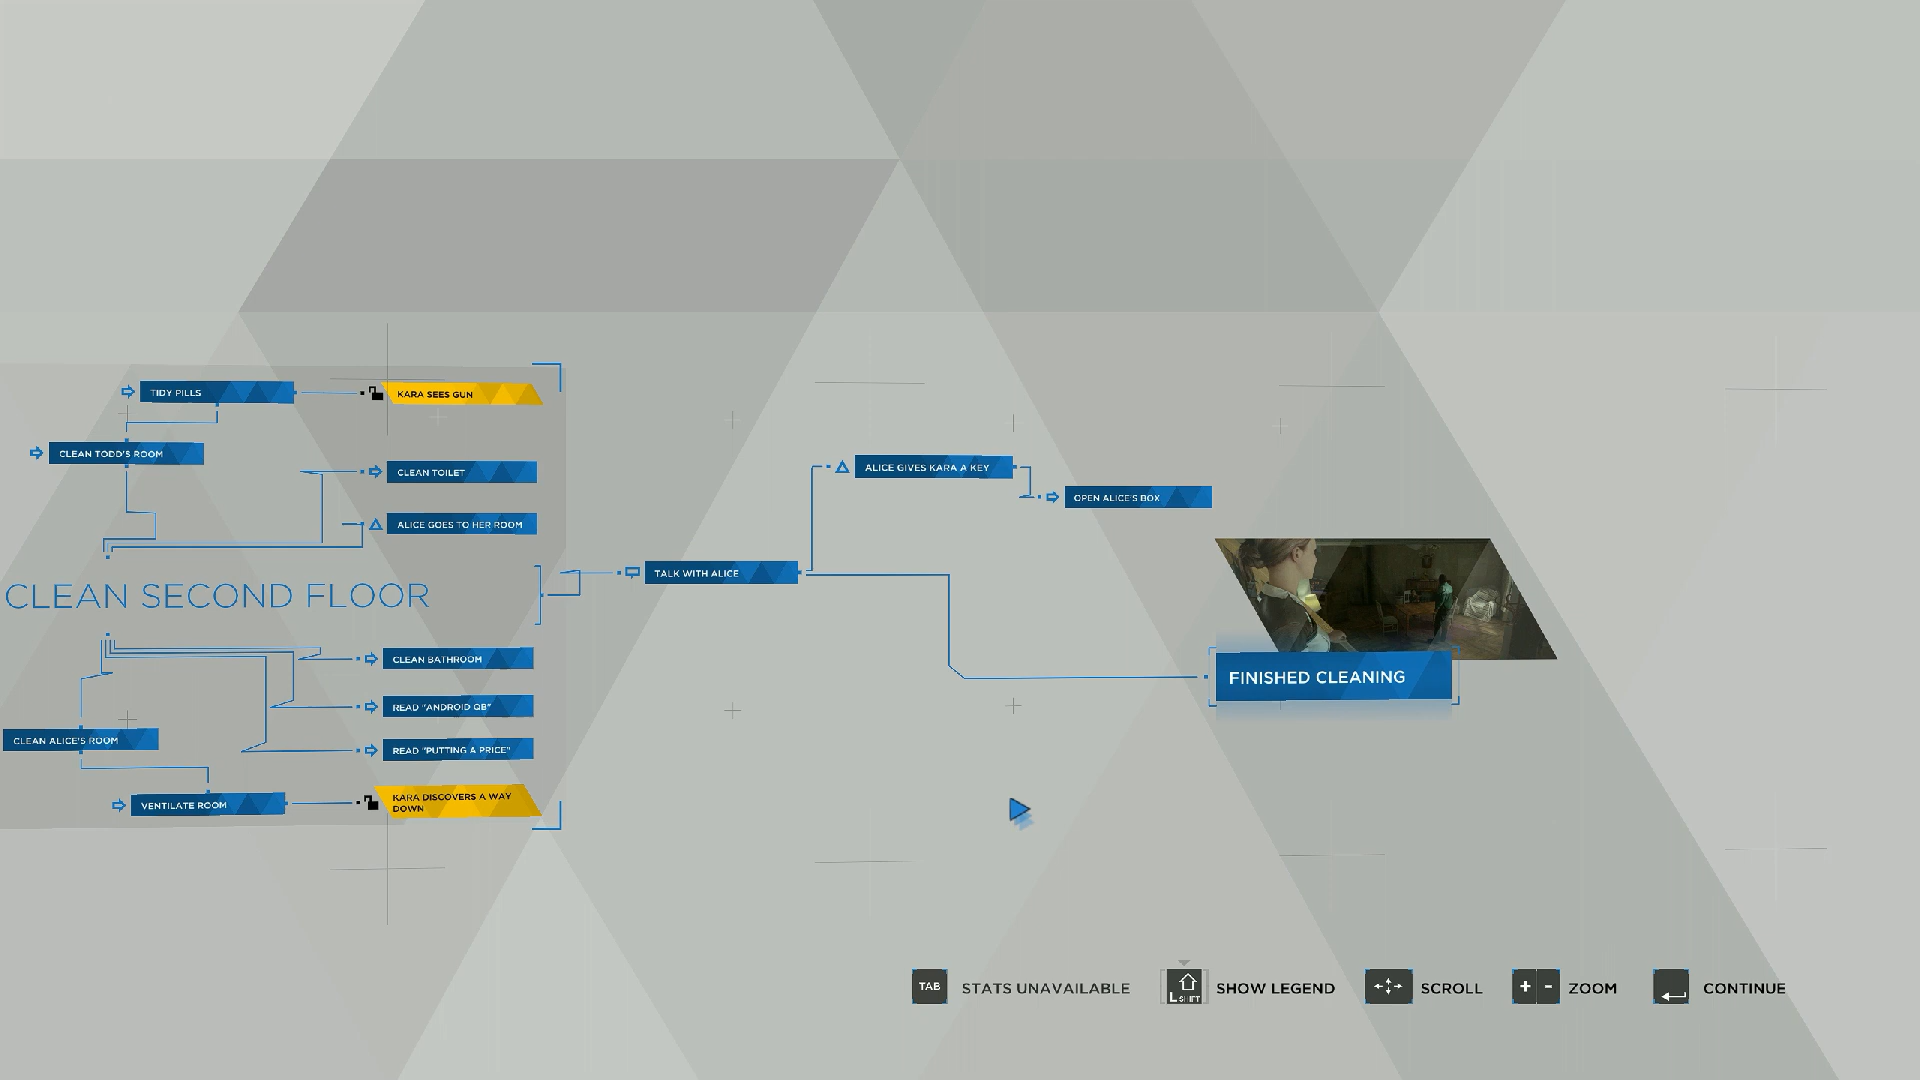 TIDY PILLS
KARA SEES GUN
CLEAN TODD'S ROOM
CLEAN TOILET
ALICE GIVES KARA A KEY
OPEN ALICE'S BOX
ALICE GOES TO HER ROOM
TALK WITH ALICE
CLEAN SECOND FLOOR
CLEAN BATHROOM
FINISHED CLEANING
READ "ANDROID QB"
CLEAN ALICE'S ROOM
READ "PUTTING A PRICE"
VENTILATE ROOM
KARA DISCOVERS A WAY
DOWN
TAB STATS UNAVAILABLE
L SHIFT SHOW LEGEND
SCROLL
+ - ZOOM
CONTINUE